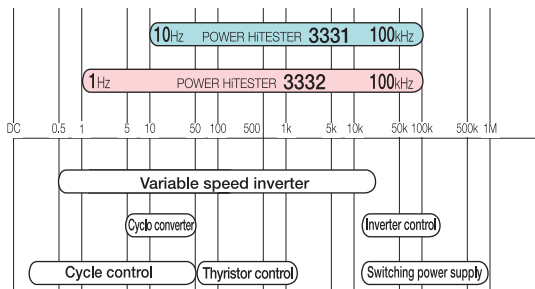 10Hz POWER HiTESTER 3331 100kHz
1Hz POWER HiTESTER 3332 100kHz
DC 0.5 1 5 10 50 100 500 1k 5k 10k 50k 100k 500k 1M
Variable speed inverter
Cyclo converter Inverter control
Cycle control Thyristor control Switching power supply